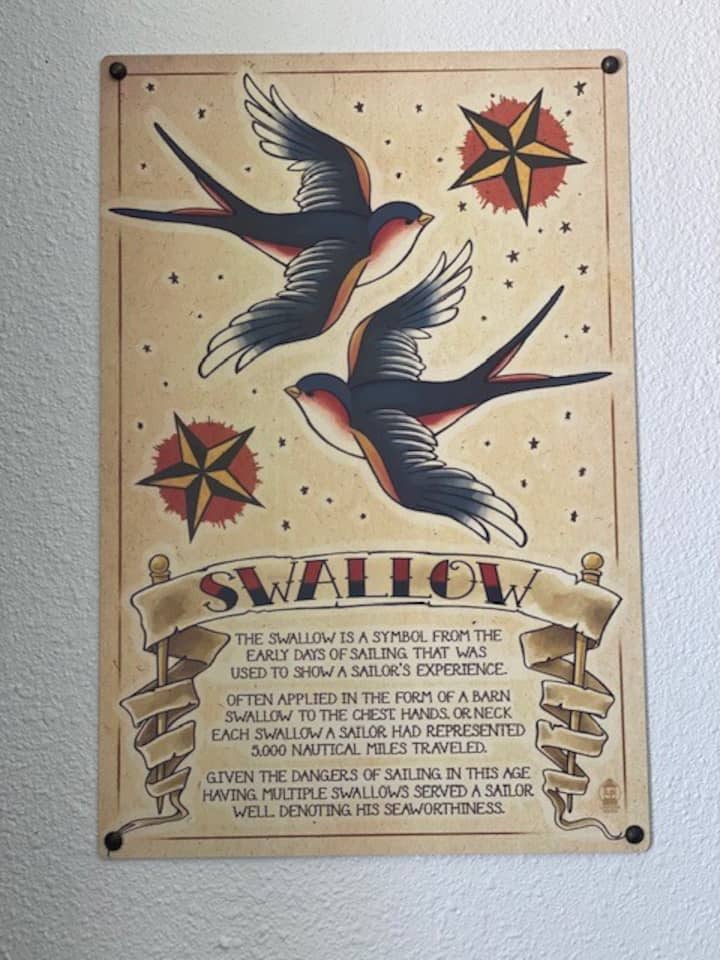 SWALLOW
THE SWALLOW IS A SYMBOL FROM THE
EARLY DAYS OF SAILING THAT WAS
USED TO SHOW A SAILOR'S EXPERIENCE.
OFTEN APPLIED IN THE FORM OF A BARN
SWALLOW TO THE CHEST, HANDS, OR NECK
EACH SWALLOW A SAILOR HAD REPRESENTED
5,000 NAUTICAL MILES TRAVELED.
GIVEN THE DANGERS OF SAILING IN THIS AGE
HAVING MULTIPLE SWALLOWS SERVED A SAILOR
WELL, DENOTING HIS SEAWORTHINESS.